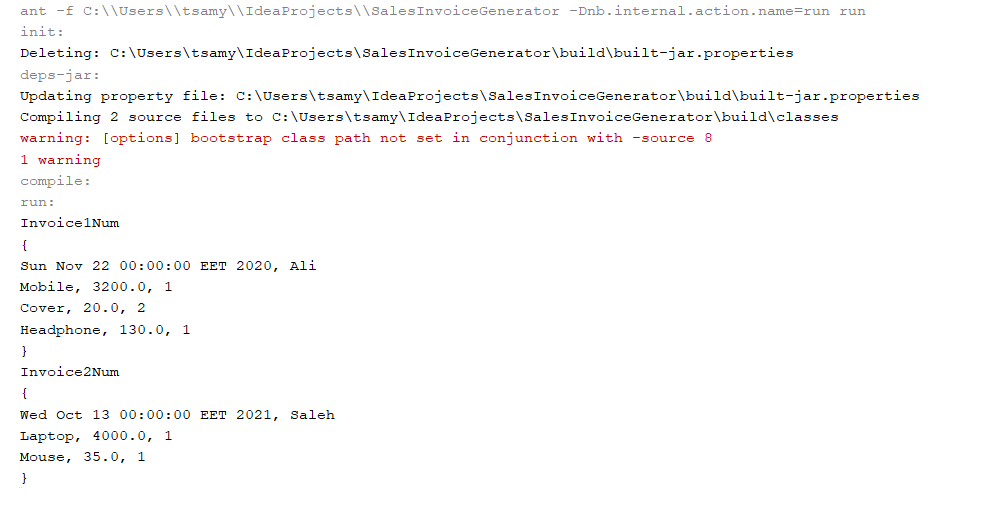 ant -f C:\\Users\\tsamy\\IdeaProjects\\SalesInvoiceGenerator -Dnb.internal.action.name=run run
init:
Deleting: C:\Users\tsamy\IdeaProjects\SalesInvoiceGenerator\build\built-jar.properties
deps-jar:
Updating property file: C:\Users\tsamy\IdeaProjects\SalesInvoiceGenerator\build\built-jar.properties
Compiling 2 source files to C:\Users\tsamy\IdeaProjects\SalesInvoiceGenerator\build\classes
warning: [options] bootstrap class path not set in conjunction with -source 8
1 warning
compile:
run:
Invoice1Num
{
Sun Nov 22 00:00:00 EET 2020, Ali
Mobile, 3200.0, 1
Cover, 20.0, 2
Headphone, 130.0, 1
}
Invoice2Num
{
Wed Oct 13 00:00:00 EET 2021, Saleh
Laptop, 4000.0, 1
Mouse, 35.0, 1
}